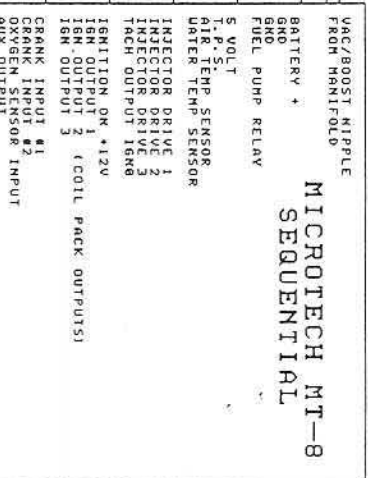 VAC/BOOST NIPPLE
FROM MANIFOLD
MICROTECH MT-8
SEQUENTIAL
BATTERY +
GND
GND
FUEL PUMP RELAY
5 VOLT
T.P.S.
AIR TEMP SENSOR
WATER TEMP SENSOR
INJECTOR DRIVE 1
INJECTOR DRIVE 2
INJECTOR DRIVE 3
TACH OUTPUT IGN0
IGNITION ON +12V
IGN OUTPUT 1
IGN.OUTPUT 2 (COIL PACK OUTPUTS)
IGN OUTPUT 3
CRANK INPUT #1
CRANK INPUT #2
OXYGEN SENSOR INPUT
AUX OUTPUT